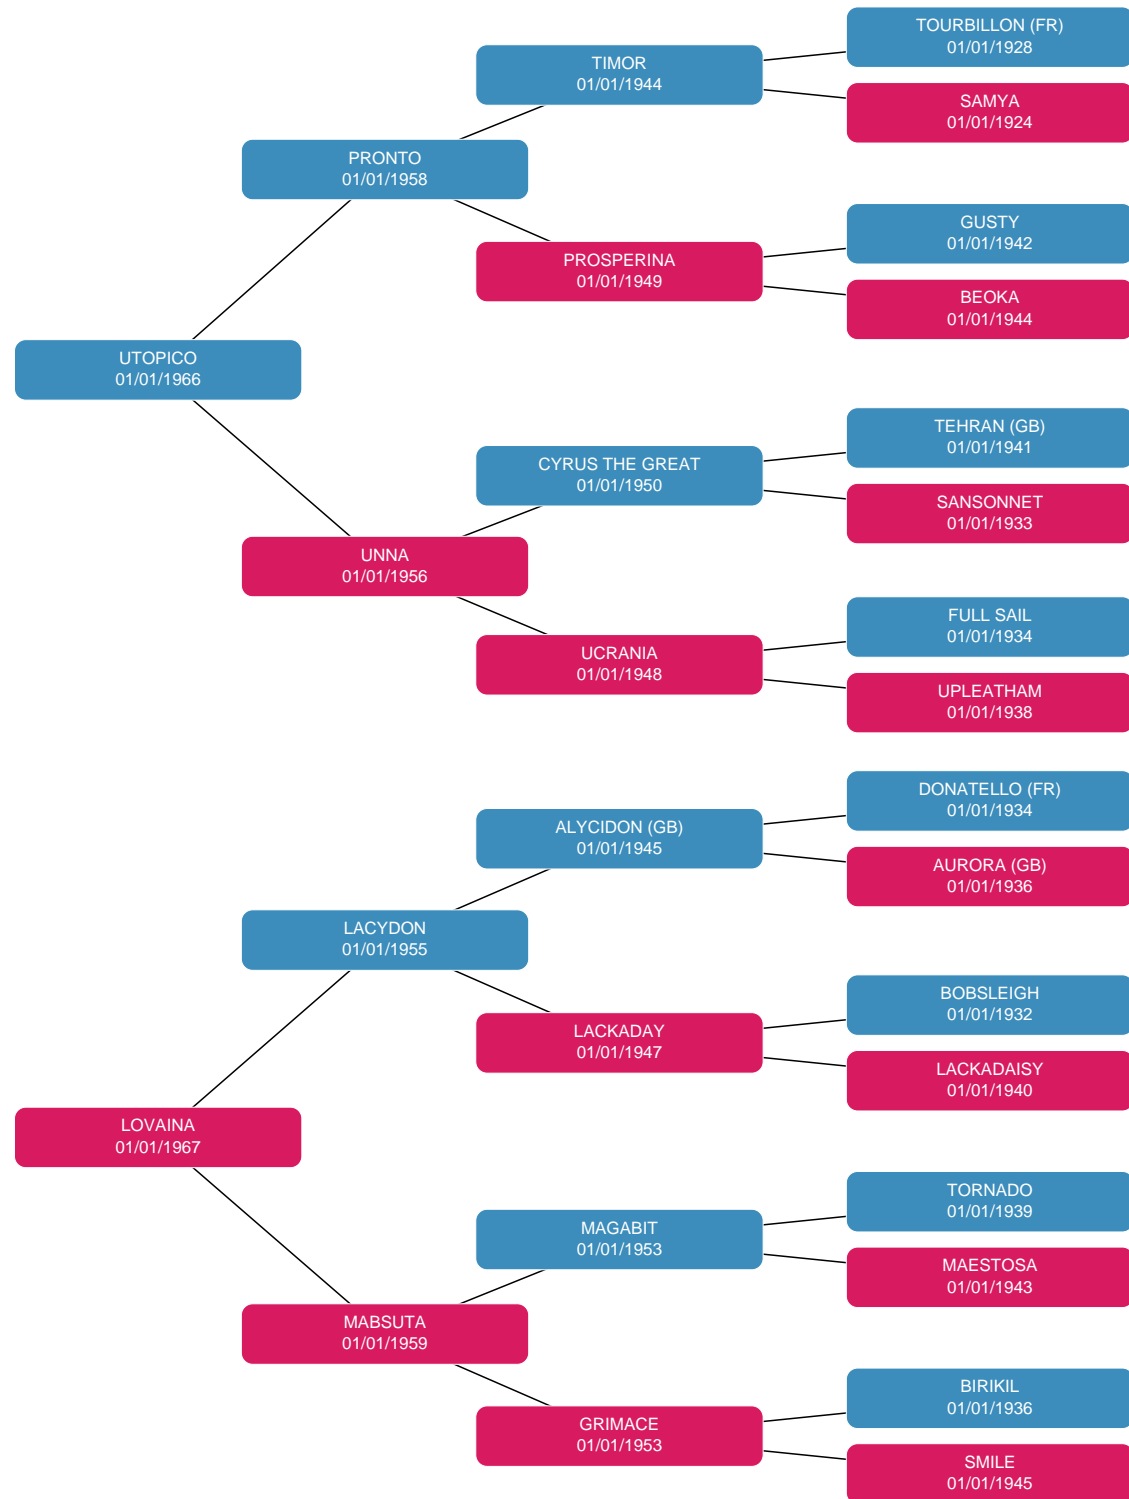 TOURBILLON (FR)
01/01/1928
TIMOR
01/01/1944
SAMYA
01/01/1924
PRONTO
01/01/1958
GUSTY
01/01/1942
PROSPERINA
01/01/1949
BEOKA
01/01/1944
UTOPICO
01/01/1966
TEHRAN (GB)
01/01/1941
CYRUS THE GREAT
01/01/1950
SANSONNET
01/01/1933
UNNA
01/01/1956
FULL SAIL
01/01/1934
UCRANIA
01/01/1948
UPLEATHAM
01/01/1938
DONATELLO (FR)
01/01/1934
ALYCIDON (GB)
01/01/1945
AURORA (GB)
01/01/1936
LACYDON
01/01/1955
BOBSLEIGH
01/01/1932
LACKADAY
01/01/1947
LACKADAISY
01/01/1940
LOVAINA
01/01/1967
TORNADO
01/01/1939
MAGABIT
01/01/1953
MAESTOSA
01/01/1943
MABSUTA
01/01/1959
BIRIKIL
01/01/1936
GRIMACE
01/01/1953
SMILE
01/01/1945